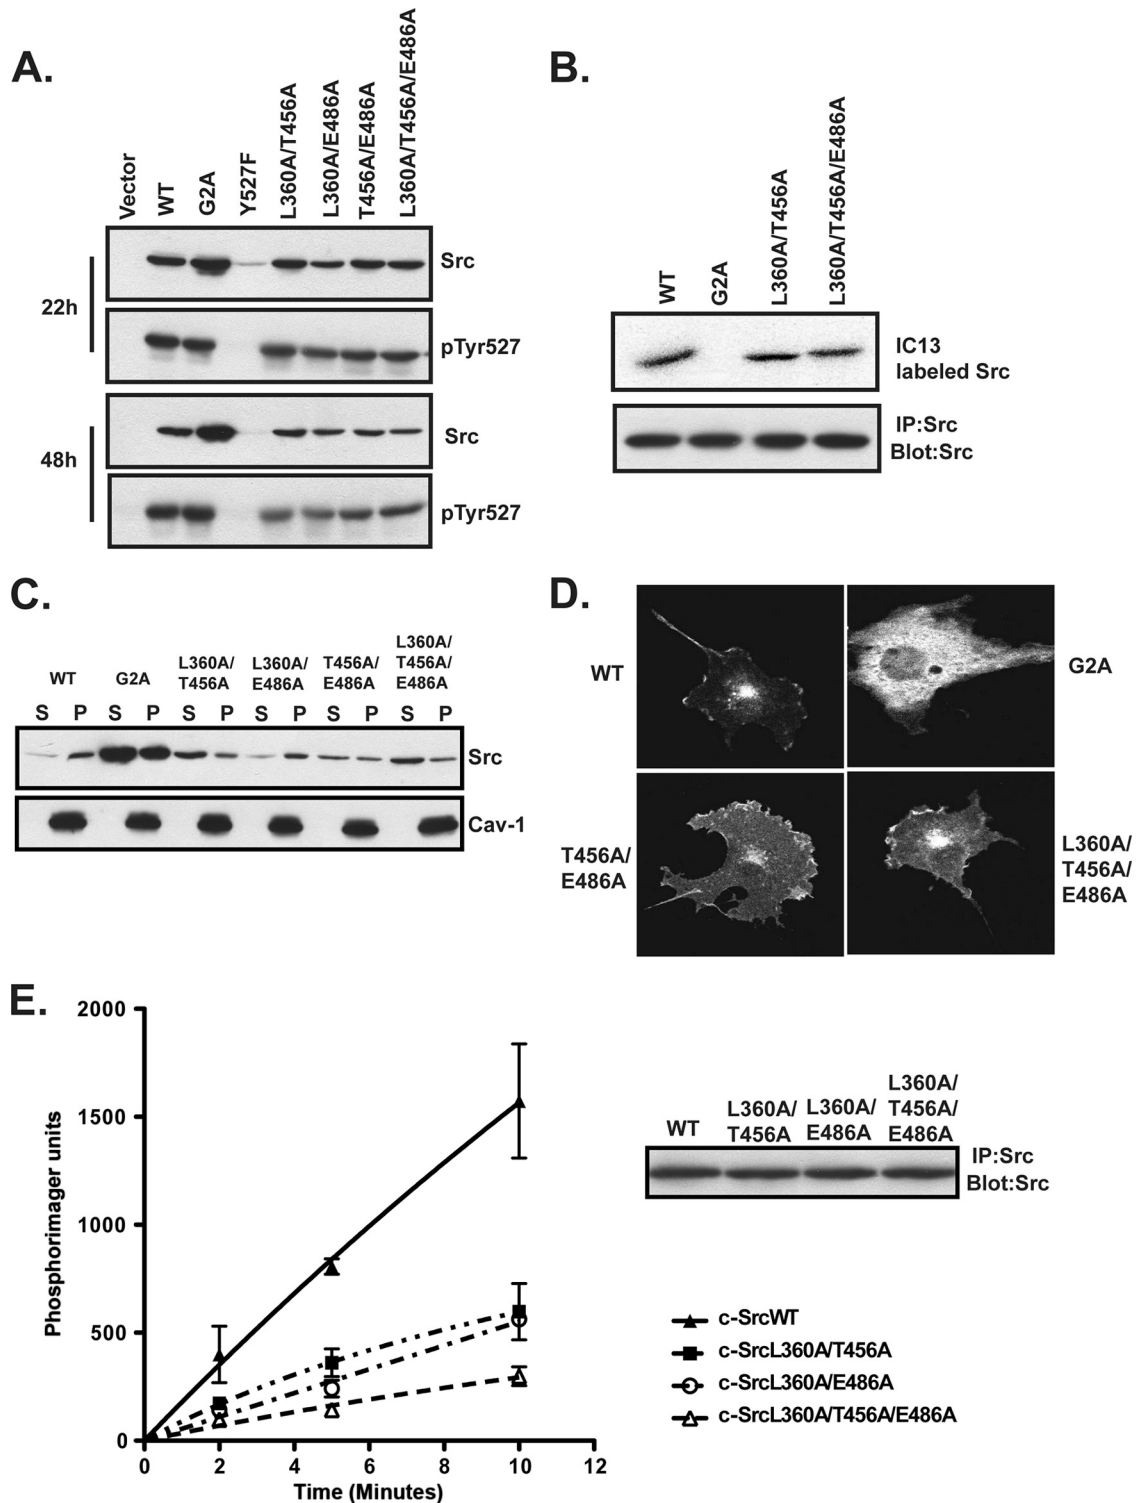 A.
Vector
WT
G2A
Y527F
L360A/T456A
L360A/E486A
T456A/E486A
L360A/T456A/E486A
22h
Src
pTyr527
48h
Src
pTyr527
B.
WT
G2A
L360A/T456A
L360A/T456A/E486A
IC13
labeled Src
IP:Src
Blot:Src
C.
WT
G2A
L360A/
T456A
L360A/
E486A
T456A/
E486A
L360A/
T456A/
E486A
S P S P S P S P S P S P
Src
Cav-1
D.
WT
G2A
T456A/
E486A
L360A/
T456A/
E486A
E.
Phosphorimager units
2000
1500
1000
500
0
0 2 4 6 8 10 12
Time (Minutes)
WT
L360A/
T456A
L360A/
E486A
L360A/
T456A/
E486A
IP:Src
Blot:Src
c-SrcWT
c-SrcL360A/T456A
c-SrcL360A/E486A
c-SrcL360A/T456A/E486A